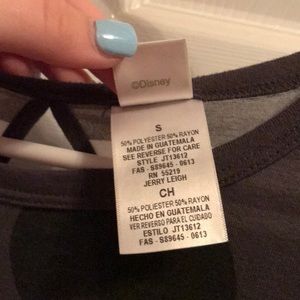 ©Disney
S
50% POLYESTER 50% RAYON
MADE IN GUATEMALA
SEE REVERSE FOR CARE
STYLE JT13612
FAS - S89645 - 0613
RN 55219
JERRY LEIGH
CH
50% POLYESTER 50% RAYON
HECHO EN GUATEMALA
VER REVERSO PARA EL CUIDADO
ESTILO JT13612
FAS - S89645 - 0613